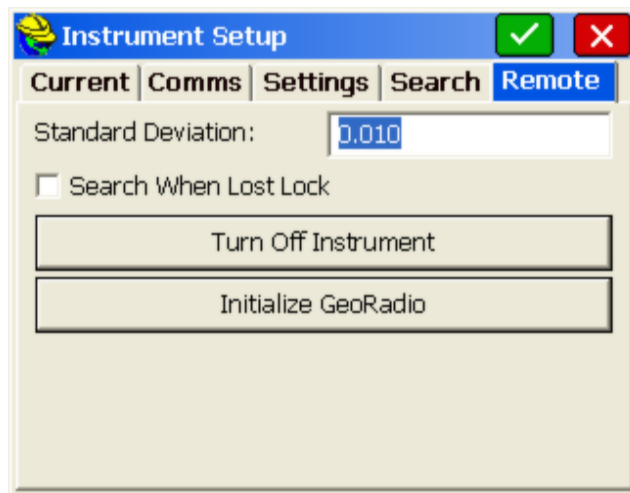 Instrument Setup
Current Comms Settings Search Remote
Standard Deviation: 0.010
Search When Lost Lock
Turn Off Instrument
Initialize GeoRadio